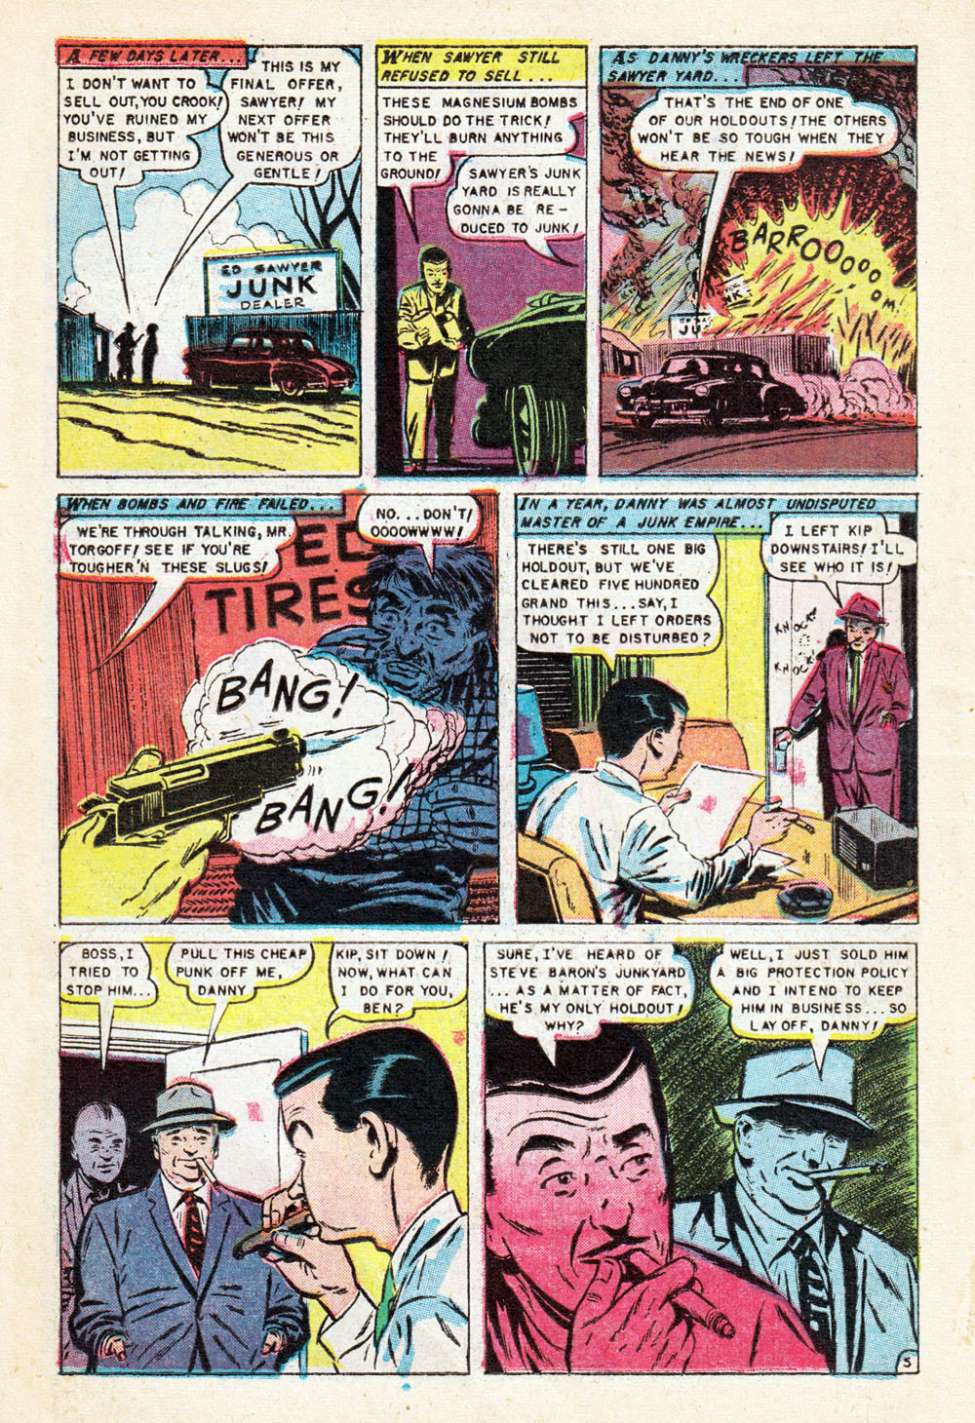 A FEW DAYS LATER...
I DON'T WANT TO
SELL OUT, YOU CROOK!
YOU'VE RUINED MY
BUSINESS, BUT
I'M NOT GETTING
OUT!
THIS IS MY
FINAL OFFER,
SAWYER! MY
NEXT OFFER
WON'T BE THIS
GENEROUS OR
GENTLE!
ED SAWYER
JUNK
DEALER
WHEN SAWYER STILL
REFUSED TO SELL...
THESE MAGNESIUM BOMBS
SHOULD DO THE TRICK!
THEY'LL BURN ANYTHING
TO THE
GROUND!
SAWYER'S JUNK
YARD IS REALLY
GONNA BE RE-
DUCED TO JUNK!
AS DANNY'S WRECKERS LEFT THE
SAWYER YARD...
THAT'S THE END OF ONE
OF OUR HOLDOUTS! THE OTHERS
WON'T BE SO TOUGH WHEN THEY
HEAR THE NEWS!
BARROOOOOOM
JU
WHEN BOMBS AND FIRE FAILED...
WE'RE THROUGH TALKING, MR.
TORGOFF! SEE IF YOU'RE
TOUGHER'N THESE SLUGS!
NO...DON'T!
OOOOWWWW!
ED
TIRES
BANG!
BANG!
IN A YEAR, DANNY WAS ALMOST UNDISPUTED
MASTER OF A JUNK EMPIRE...
THERE'S STILL ONE BIG
HOLDOUT, BUT WE'VE
CLEARED FIVE HUNDRED
GRAND THIS...SAY, I
THOUGHT I LEFT ORDERS
NOT TO BE DISTURBED?
I LEFT KIP
DOWNSTAIRS! I'LL
SEE WHO IT IS!
KNOCK!
KNOCK!
BOSS, I
TRIED TO
STOP HIM...
PULL THIS CHEAP
PUNK OFF ME,
DANNY
KIP, SIT DOWN!
NOW, WHAT CAN
I DO FOR YOU,
BEN?
SURE, I'VE HEARD OF
STEVE BARON'S JUNKYARD
...AS A MATTER OF FACT,
HE'S MY ONLY HOLDOUT!
WHY?
WELL, I JUST SOLD HIM
A BIG PROTECTION POLICY
AND I INTEND TO KEEP
HIM IN BUSINESS...SO
LAY OFF, DANNY!
5